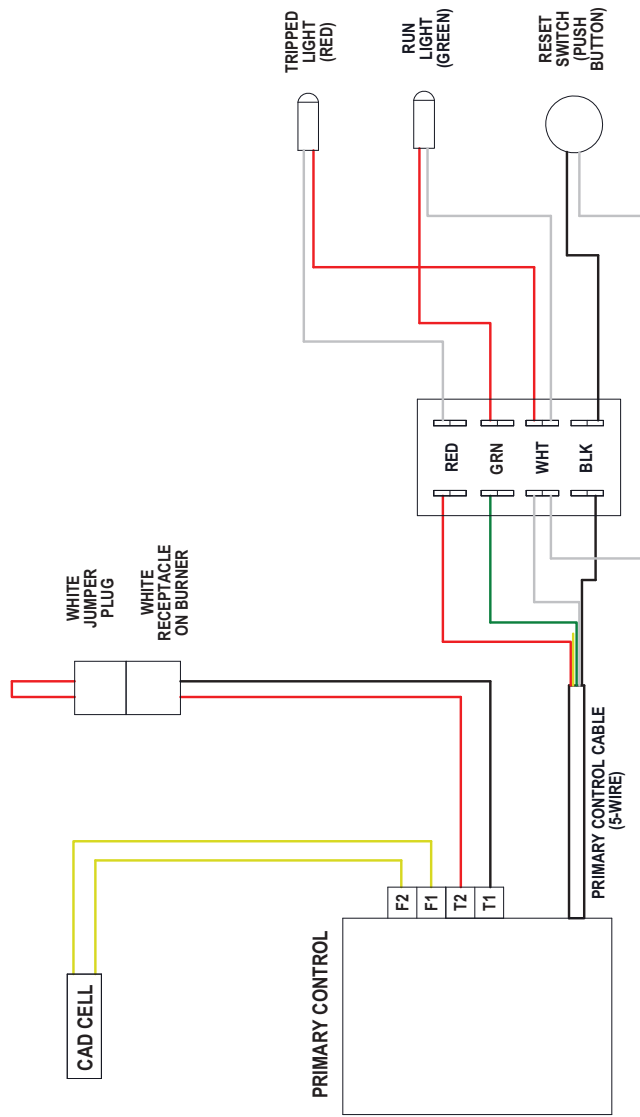 TRIPPED
LIGHT
(RED)
RUN
LIGHT
(GREEN)
RESET
SWITCH
(PUSH
BUTTON)
RED
GRN
WHT
BLK
WHITE
JUMPER
PLUG
WHITE
RECEPTACLE
ON BURNER
CAD CELL
PRIMARY CONTROL
F2
F1
T2
T1
PRIMARY CONTROL CABLE
(5-WIRE)